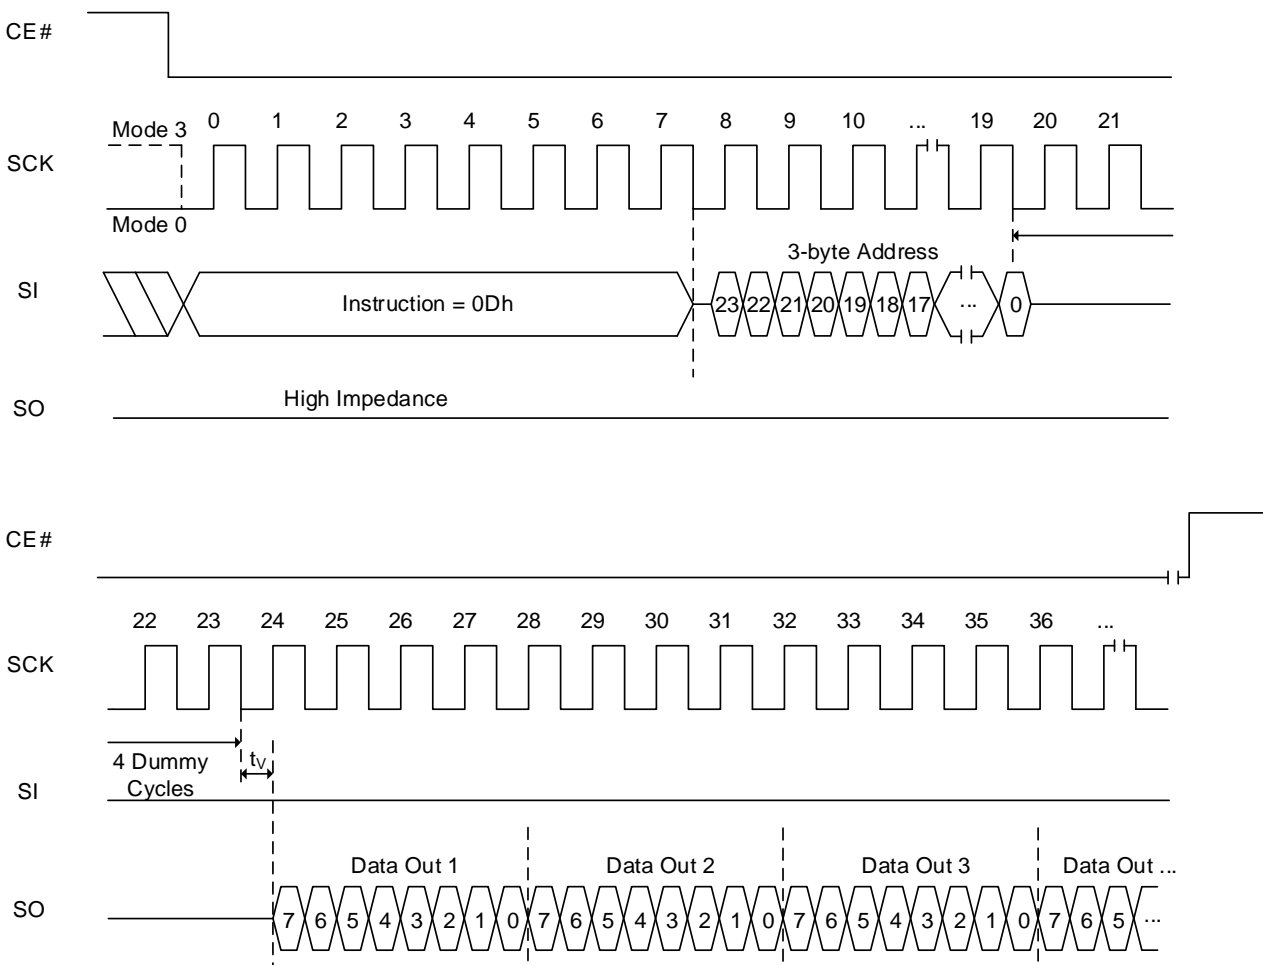 CE#
Mode 3 0 1 2 3 4 5 6 7 8 9 10 ... 19 20 21
SCK
Mode 0
3-byte Address
SI
Instruction = 0Dh 23 22 21 20 19 18 17 ... 0
High Impedance
SO
CE#
22 23 24 25 26 27 28 29 30 31 32 33 34 35 36 ...
SCK
4 Dummy tV
Cycles
SI
Data Out 1 Data Out 2 Data Out 3 Data Out ...
SO
7 6 5 4 3 2 1 0 7 6 5 4 3 2 1 0 7 6 5 4 3 2 1 0 7 6 5 ...